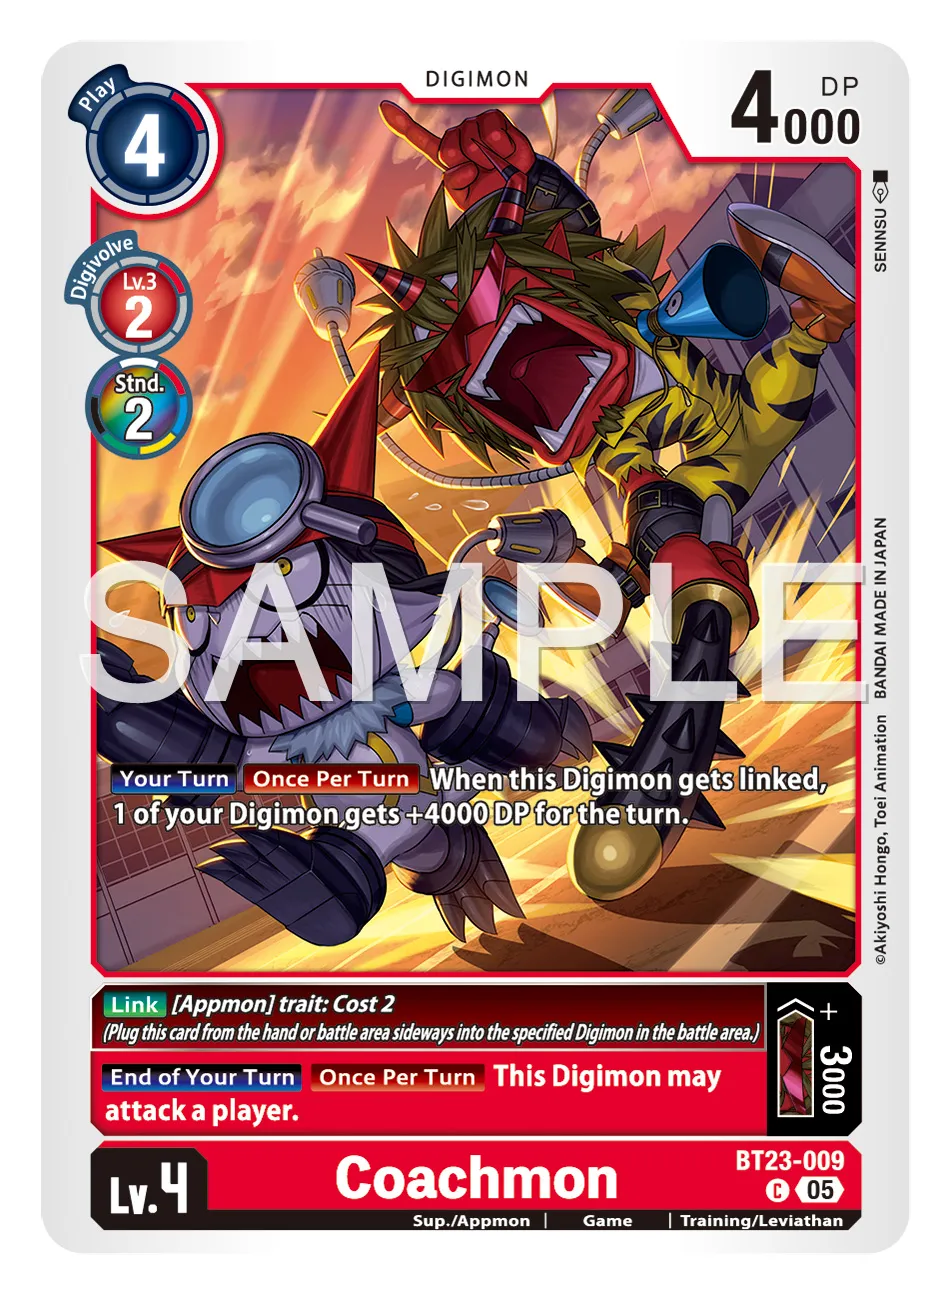 DIGIMON
Play
4
DP
4000
Digivolve
Lv.3
2
Stnd.
2
SENNSU
BANDAI MADE IN JAPAN
©Akiyoshi Hongo, Toei Animation
SAMPLE
Your Turn Once Per Turn When this Digimon gets linked,
1 of your Digimon gets +4000 DP for the turn.
Link [Appmon] trait: Cost 2
(Plug this card from the hand or battle area sideways into the specified Digimon in the battle area.)
+
3000
End of Your Turn Once Per Turn This Digimon may
attack a player.
Lv.4
Coachmon
BT23-009
C 05
Sup./Appmon | Game | Training/Leviathan